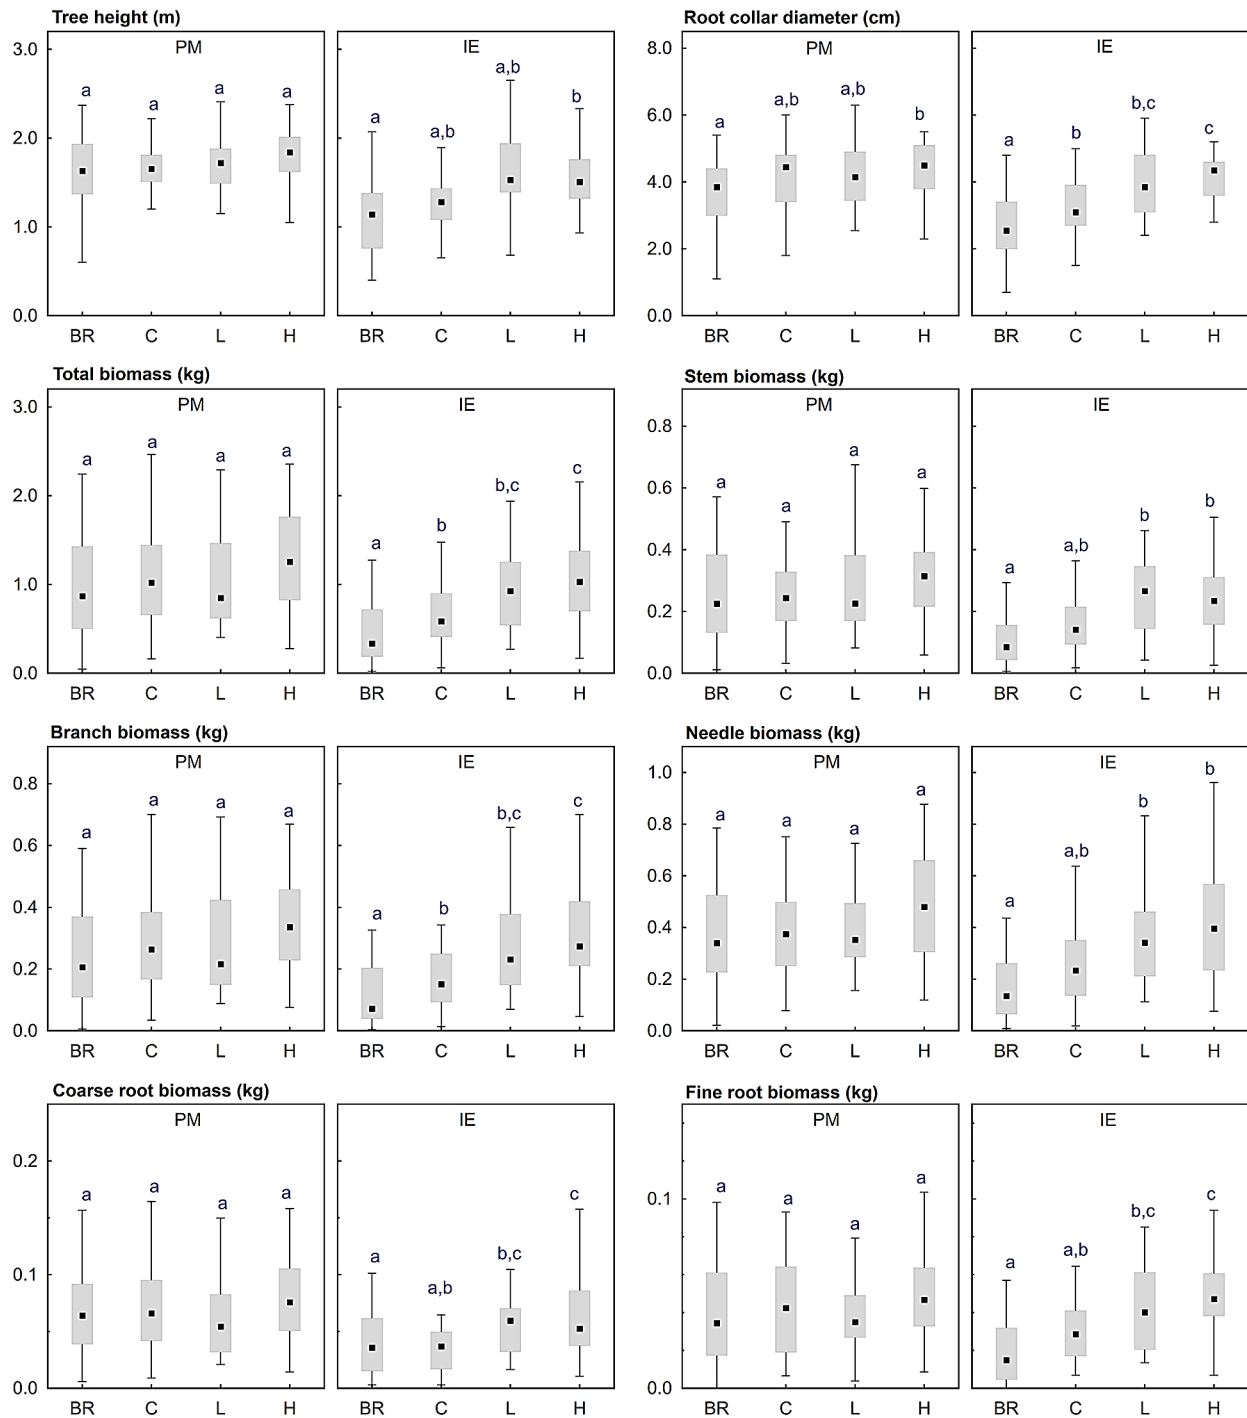 Tree height (m)
PM
IE
3.0
2.0
1.0
0.0
a
a
a
a
a
a,b
a,b
b
BR
C
L
H
BR
C
L
H
Root collar diameter (cm)
PM
IE
8.0
6.0
4.0
2.0
0.0
a
a,b
a,b
b
a
b
b,c
c
BR
C
L
H
BR
C
L
H
Total biomass (kg)
PM
IE
3.0
2.0
1.0
0.0
a
a
a
a
a
b
b,c
c
BR
C
L
H
BR
C
L
H
Stem biomass (kg)
PM
IE
0.8
0.6
0.4
0.2
0.0
a
a
a
a
a
a,b
b
b
BR
C
L
H
BR
C
L
H
Branch biomass (kg)
PM
IE
0.8
0.6
0.4
0.2
0.0
a
a
a
a
a
b
b,c
c
BR
C
L
H
BR
C
L
H
Needle biomass (kg)
PM
IE
1.0
0.8
0.6
0.4
0.2
0.0
a
a
a
a
a
a,b
b
b
BR
C
L
H
BR
C
L
H
Coarse root biomass (kg)
PM
IE
0.2
0.1
0.0
a
a
a
a
a
a,b
b,c
c
BR
C
L
H
BR
C
L
H
Fine root biomass (kg)
PM
IE
0.1
0.0
a
a
a
a
a
a,b
b,c
c
BR
C
L
H
BR
C
L
H